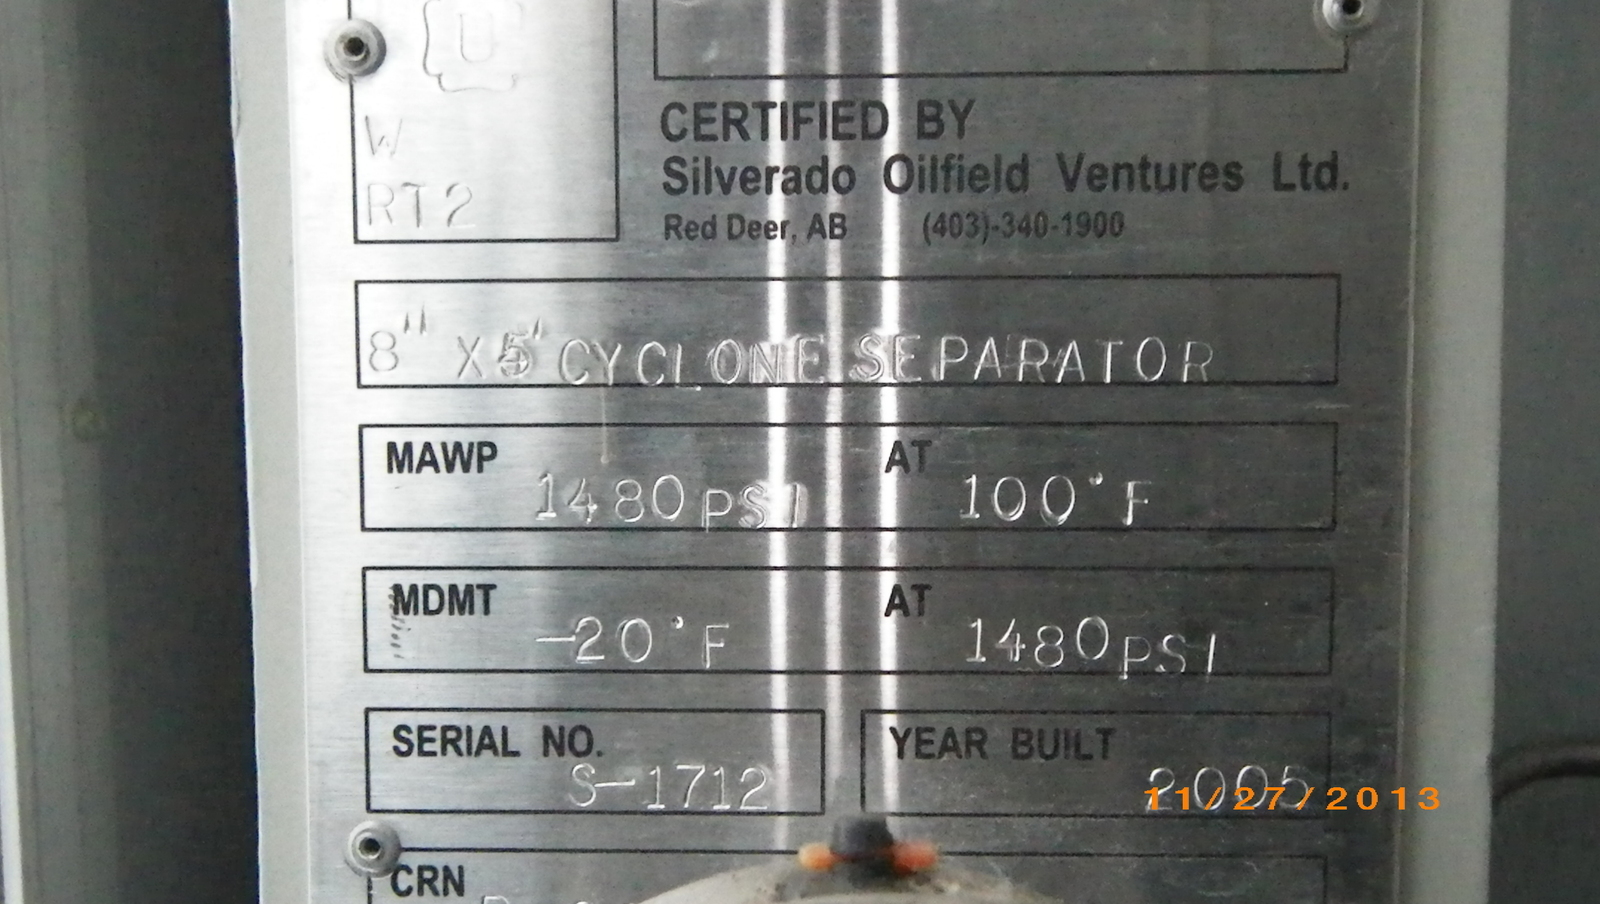 U
W
RT2
CERTIFIED BY
Silverado Oilfield Ventures Ltd.
Red Deer, AB (403)-340-1900
8" X 5' CYCLONE SEPARATOR
MAWP 1480 PSI AT 100°F
MDMT -20°F AT 1480 PSI
SERIAL NO. S-1712 YEAR BUILT 2005
11/27/2013
CRN